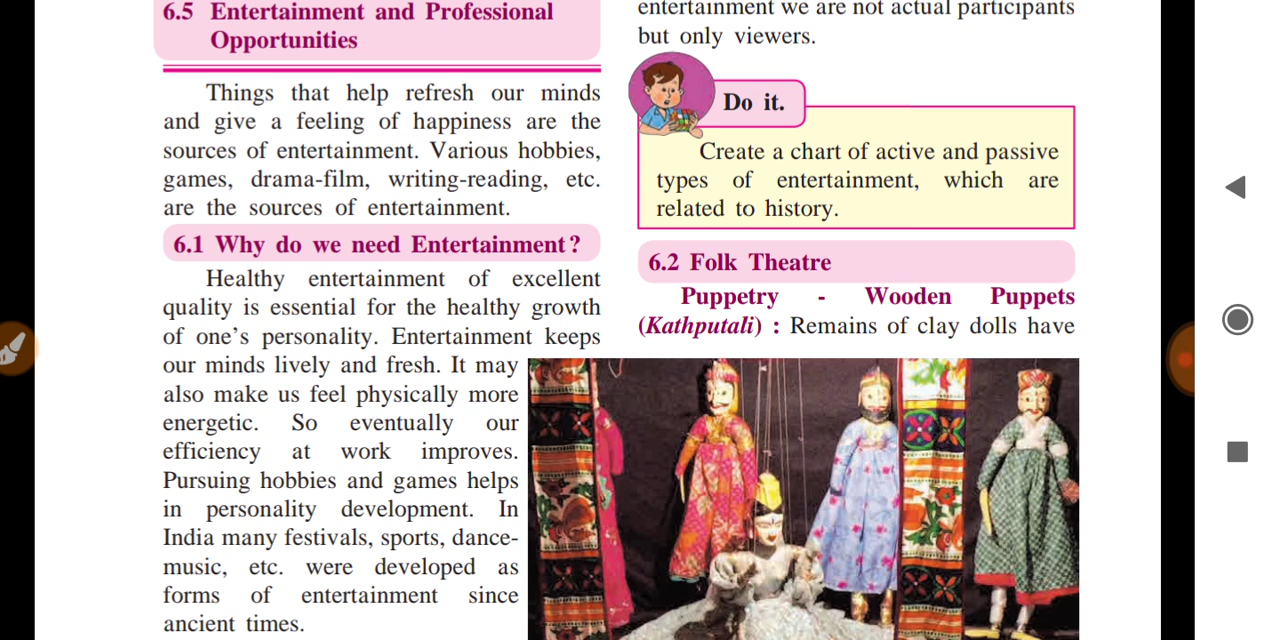 6.5 Entertainment and Professional
Opportunities
Things that help refresh our minds
and give a feeling of happiness are the
sources of entertainment. Various hobbies,
games, drama-film, writing-reading, etc.
are the sources of entertainment.
6.1 Why do we need Entertainment?
Healthy entertainment of excellent
quality is essential for the healthy growth
of one's personality. Entertainment keeps
our minds lively and fresh. It may
also make us feel physically more
energetic. So eventually our
efficiency at work improves.
Pursuing hobbies and games helps
in personality development. In
India many festivals, sports, dance-
music, etc. were developed as
forms of entertainment since
ancient times.
entertainment we are not actual participants
but only viewers.
Do it.
Create a chart of active and passive
types of entertainment, which are
related to history.
6.2 Folk Theatre
Puppetry - Wooden Puppets
(Kathputali) : Remains of clay dolls have